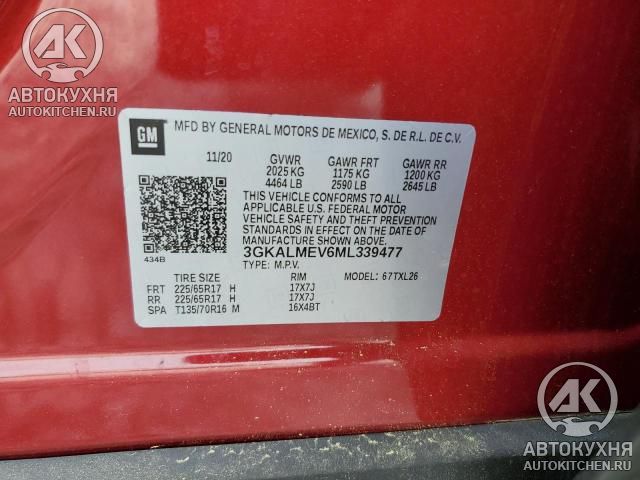 АК
АВТОКУХНЯ
AUTOKITCHEN.RU
GM
MFD BY GENERAL MOTORS DE MEXICO, S. DE R.L. DE C.V.
11/20 GVWR GAWR FRT GAWR RR
2025 KG 1175 KG 1200 KG
4464 LB 2590 LB 2645 LB
THIS VEHICLE CONFORMS TO ALL
APPLICABLE U.S. FEDERAL MOTOR
VEHICLE SAFETY AND THEFT PREVENTION
STANDARDS IN EFFECT ON THE DATE OF
MANUFACTURE SHOWN ABOVE.
434B
3GKALMEV6ML339477
TYPE: M.P.V. MODEL: 67TXL26
TIRE SIZE RIM
FRT 225/65R17 H 17X7J
RR 225/65R17 H 17X7J
SPA T135/70R16 M 16X4BT
АК
АВТОКУХНЯ
AUTOKITCHEN.RU